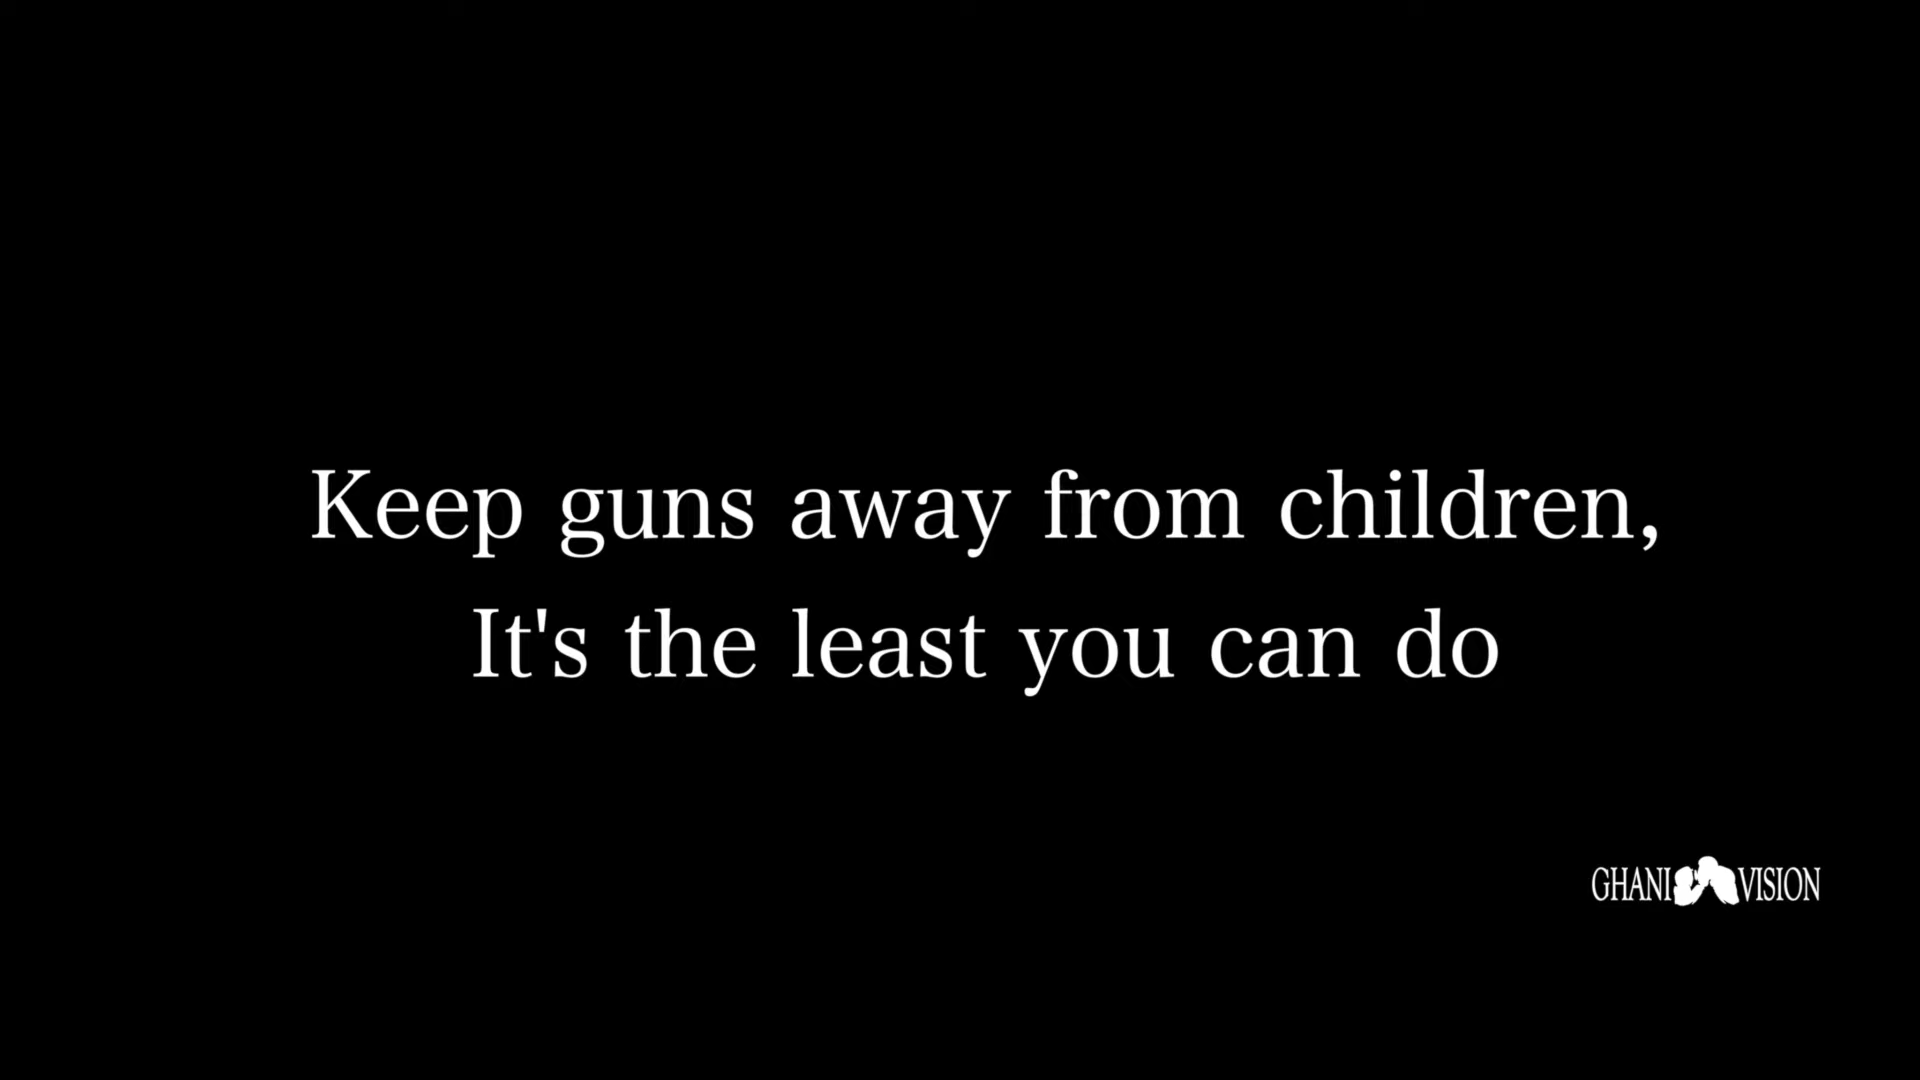 Keep guns away from children,
It's the least you can do
GHANI VISION